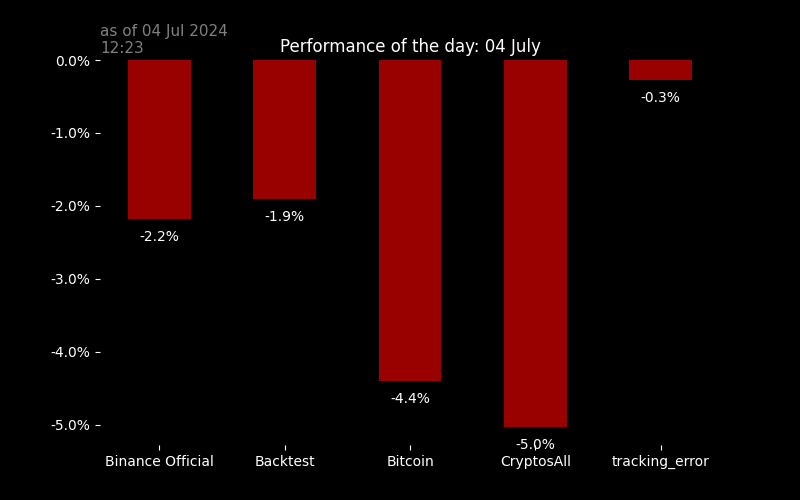 as of 04 Jul 2024
12:23
Performance of the day: 04 July
0.0%
-1.0%
-2.0%
-3.0%
-4.0%
-5.0%
-2.2%
-1.9%
-4.4%
-5.0%
-0.3%
Binance Official
Backtest
Bitcoin
CryptosAll
tracking_error